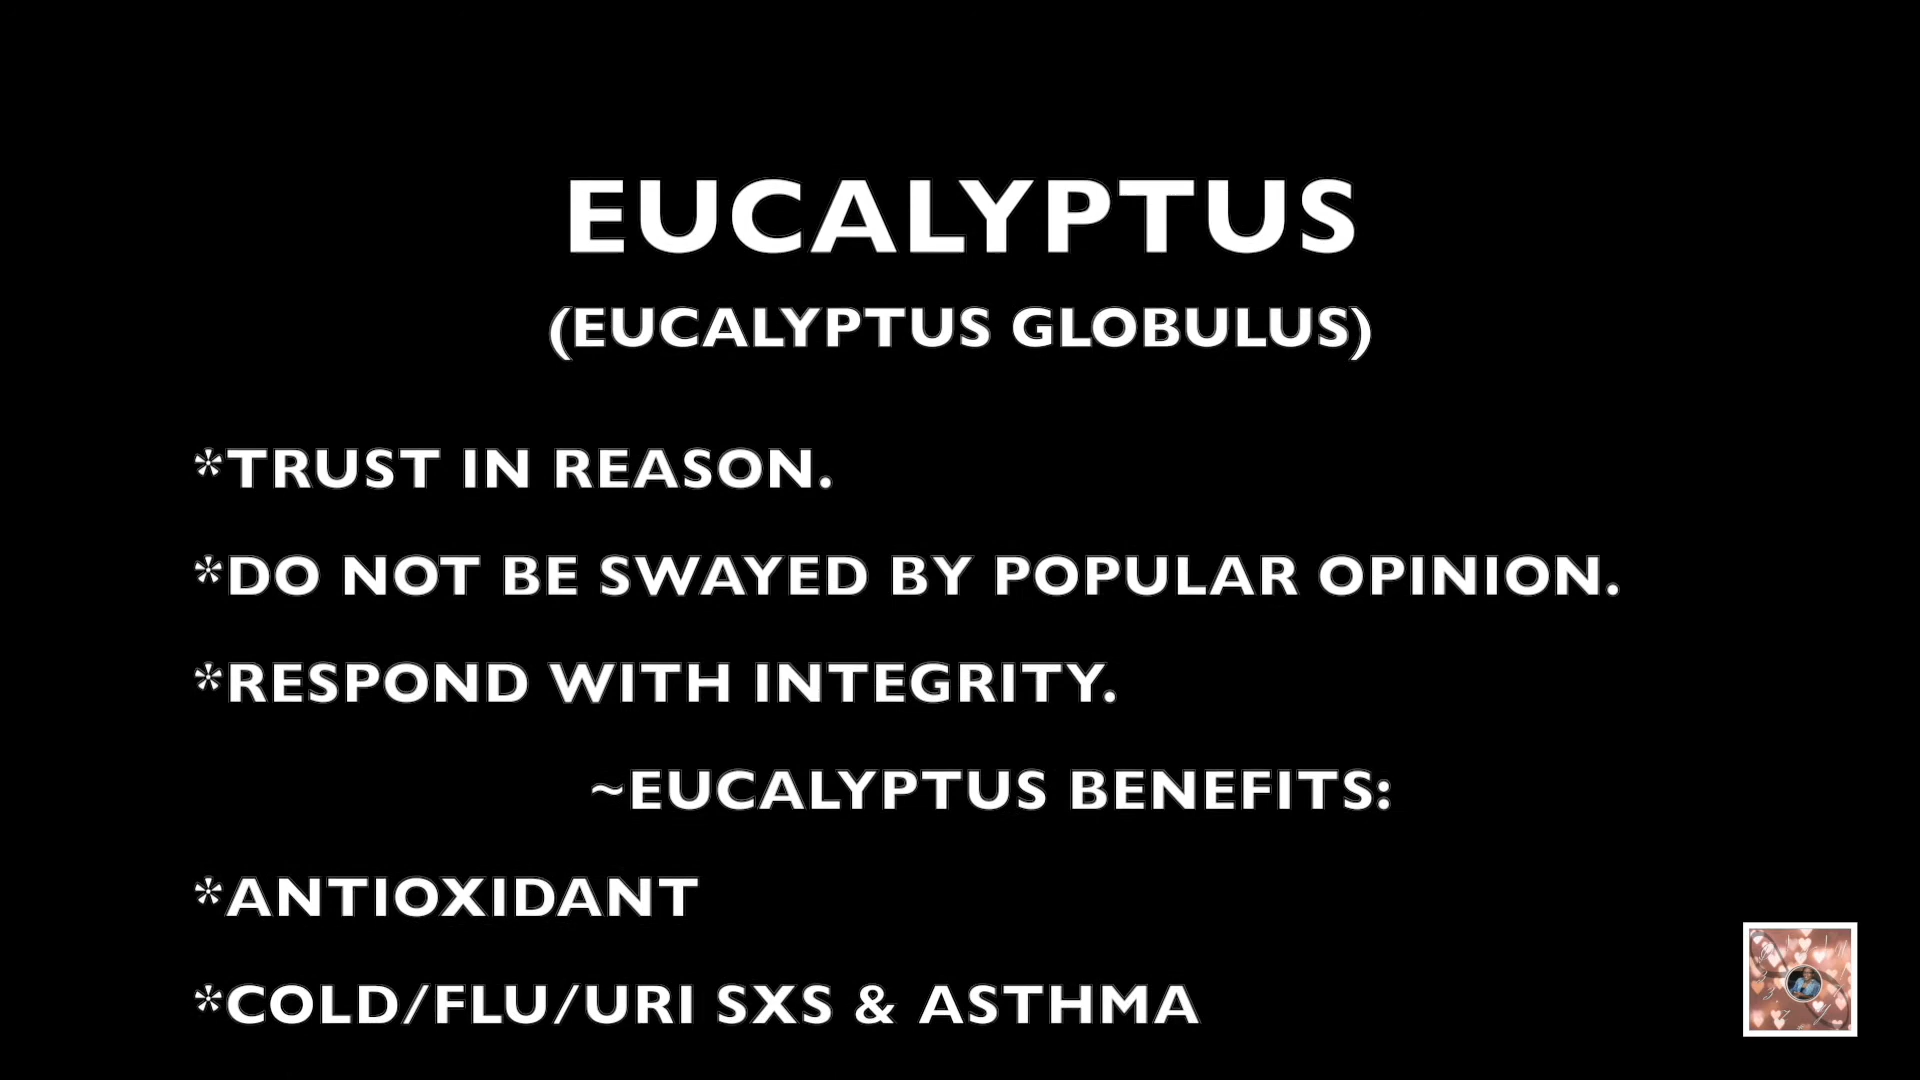 EUCALYPTUS
(EUCALYPTUS GLOBULUS)
*TRUST IN REASON.
*DO NOT BE SWAYED BY POPULAR OPINION.
*RESPOND WITH INTEGRITY.
~EUCALYPTUS BENEFITS:
*ANTIOXIDANT
*COLD/FLU/URI SXS & ASTHMA